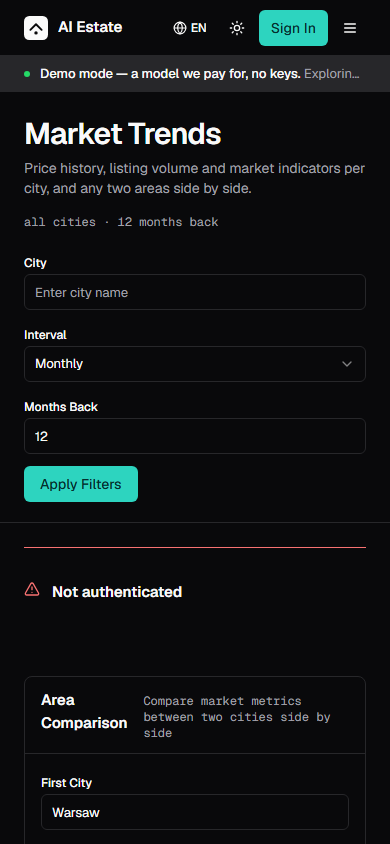 AI Estate
EN
Sign In
Demo mode — a model we pay for, no keys. Explorin...
Market Trends
Price history, listing volume and market indicators per
city, and any two areas side by side.
all cities · 12 months back
City
Enter city name
Interval
Monthly
Months Back
12
Apply Filters
Not authenticated
Area
Comparison
Compare market metrics
between two cities side by
side
First City
Warsaw